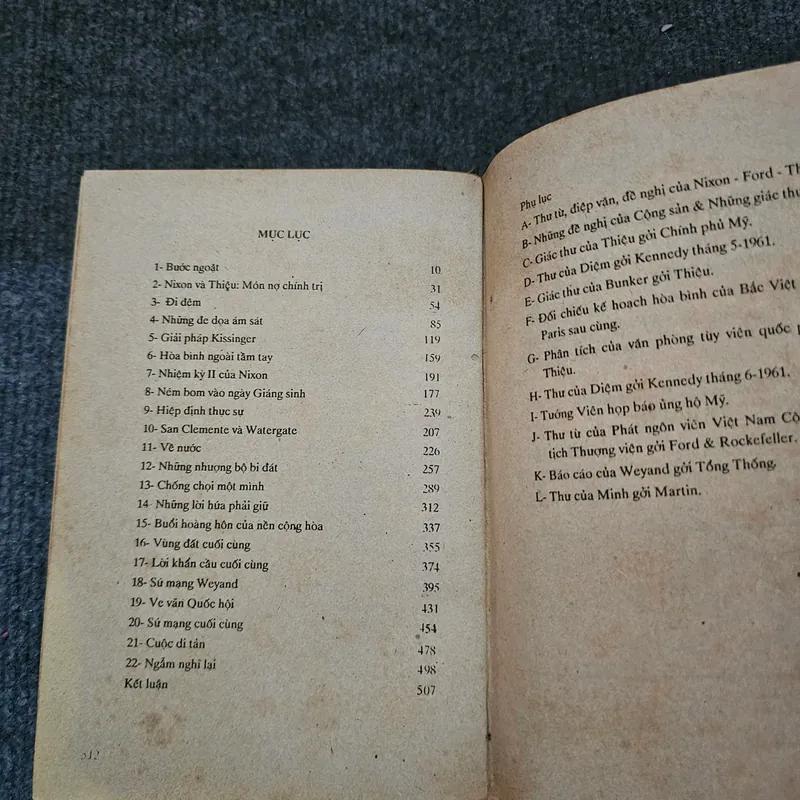 MỤC LỤC
1- Bước ngoặt 10
2- Nixon và Thiệu: Món nợ chính trị 31
3- Đi đêm 54
4- Những đe dọa ám sát 85
5- Giải pháp Kissinger 119
6- Hòa bình ngoài tầm tay 159
7- Nhiệm kỳ II của Nixon 191
8- Ném bom vào ngày Giáng sinh 177
9- Hiệp định thực sự 239
10- San Clemente và Watergate 207
11- Về nước 226
12- Những nhượng bộ bi đát 257
13- Chống chọi một mình 289
14- Những lời hứa phải giữ 312
15- Buổi hoàng hôn của nền cộng hòa 337
16- Vùng đất cuối cùng 355
17- Lời khẩn cầu cuối cùng 374
18- Sứ mạng Weyand 395
19- Ve vãn Quốc hội 431
20- Sứ mạng cuối cùng 454
21- Cuộc di tản 478
22- Ngẫm nghĩ lại 498
Kết luận 507
512
Phụ lục
A- Thư từ, điệp văn, đề nghị của Nixon - Ford - Th
B- Những đề nghị của Cộng sản & Những giác thư
C- Giác thư của Thiệu gởi Chính phủ Mỹ.
D- Thư của Diệm gởi Kennedy tháng 5-1961.
E- Giác thư của Bunker gởi Thiệu.
F- Đối chiếu kế hoạch hòa bình của Bắc Việt
Paris sau cùng.
G- Phân tích của văn phòng tùy viên quốc p
Thiệu.
H- Thư của Diệm gởi Kennedy tháng 6-1961.
I- Tướng Viên họp báo ủng hộ Mỹ.
J- Thư từ của Phát ngôn viên Việt Nam Cộ
tịch Thượng viện gởi Ford & Rockefeller.
K- Báo cáo của Weyand gởi Tổng Thống.
L- Thư của Minh gởi Martin.